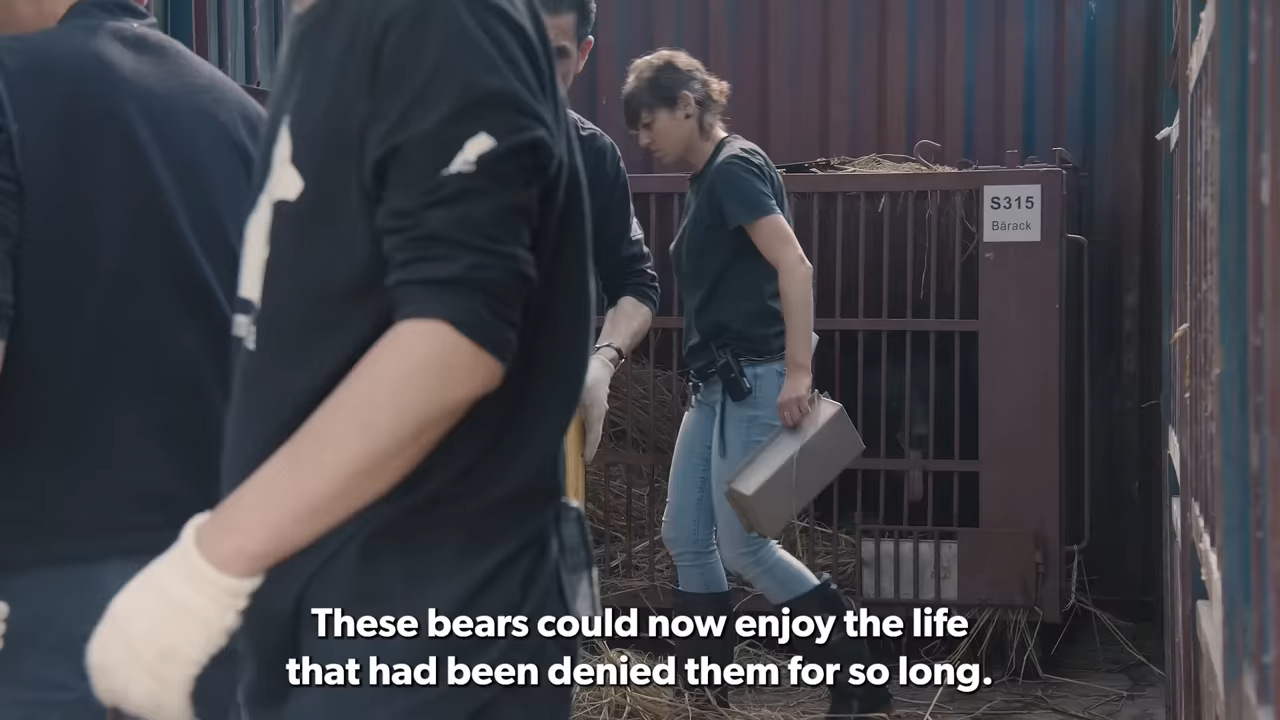 S315
Bärack
These bears could now enjoy the life
that had been denied them for so long.